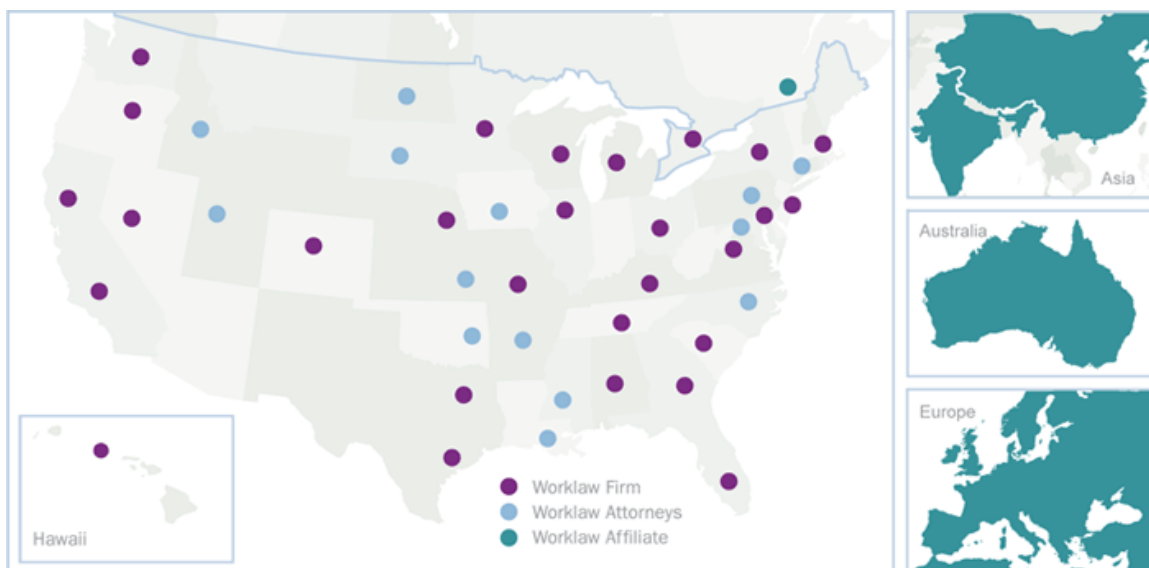 Asia
Australia
Europe
Hawaii
Worklaw Firm
Worklaw Attorneys
Worklaw Affiliate